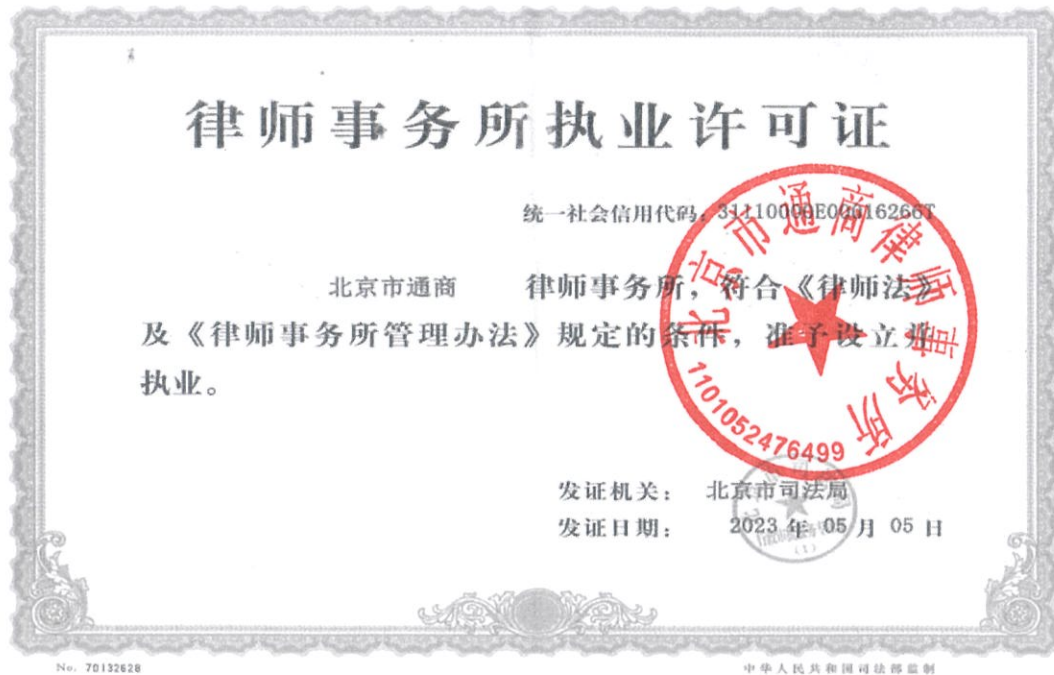 律师事务所执业许可证
统一社会信用代码：31110000E00016266T
北京市通商 律师事务所，符合《律师法》
及《律师事务所管理办法》规定的条件，准予设立并
执业。
北京市通商律师事务所
1101052476499
发证机关： 北京市司法局
发证日期： 2023 年 05 月 05 日
（1）
No. 70132628
中华人民共和国司法部监制